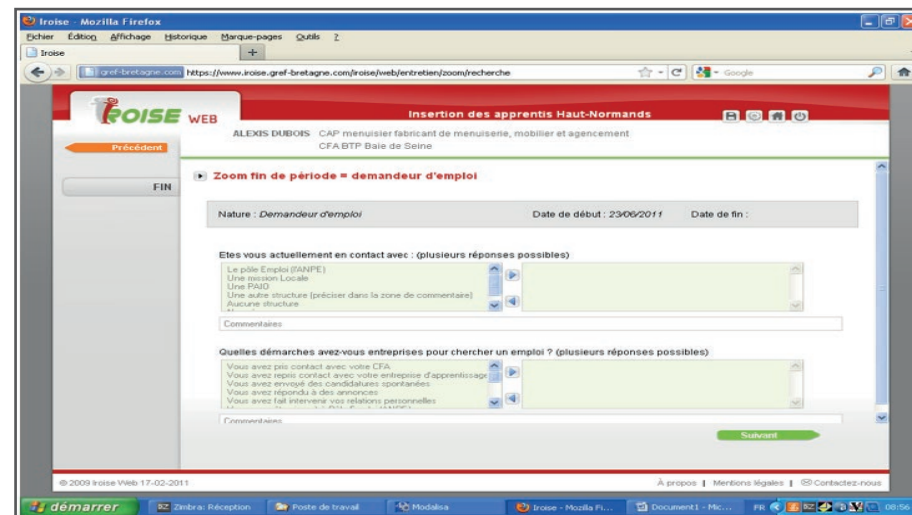 Iroise - Mozilla Firefox
Fichier Édition Affichage Historique Marque-pages Outils ?
Iroise
gref-bretagne.com https://www.iroise.gref-bretagne.com/iroise/web/entretien/zoom/recherche
Google
IROISE WEB
Insertion des apprentis Haut-Normands
ALEXIS DUBOIS CAP menuisier fabricant de menuiserie, mobilier et agencement
CFA BTP Baie de Seine
Précédent
FIN
Zoom fin de période = demandeur d'emploi
Nature : Demandeur d'emploi Date de début : 23/06/2011 Date de fin :
Etes vous actuellement en contact avec : (plusieurs réponses possibles)
Le pôle Emploi (l'ANPE)
Une mission Locale
Une PAIO
Une autre structure (préciser dans la zone de commentaire)
Aucune structure
Commentaires
Quelles démarches avez-vous entreprises pour chercher un emploi ? (plusieurs réponses possibles)
Vous avez pris contact avec votre CFA
Vous avez repris contact avec votre entreprise d'apprentissage
Vous avez envoyé des candidatures spontanées
Vous avez répondu à des annonces
Vous avez fait intervenir vos relations personnelles
Commentaires
Suivant
© 2009 Iroise Web 17-02-2011
À propos | Mentions légales | Contactez-nous
démarrer Zimbra: Réception Poste de travail Modalisa Iroise - Mozilla Fi... Document1 - Mic... FR 08:56